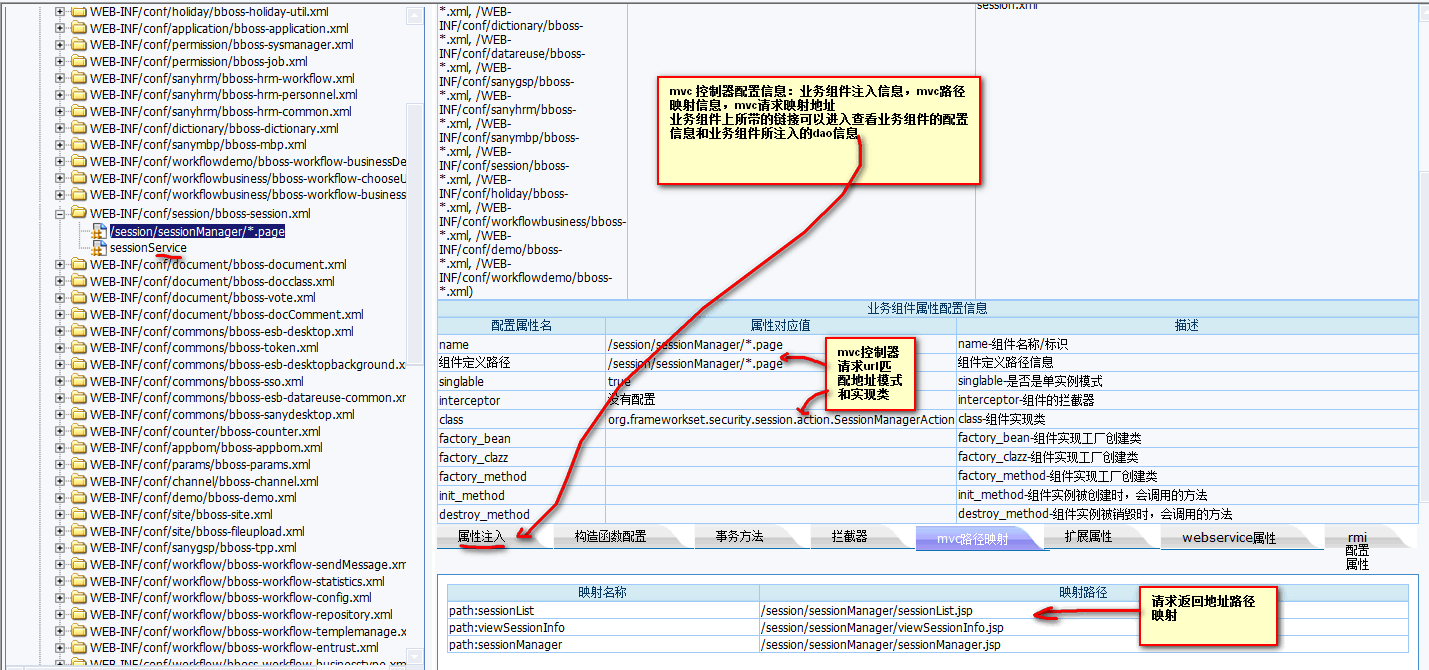 WEB-INF/conf/holiday/bboss-holiday-util.xml
WEB-INF/conf/application/bboss-application.xml
WEB-INF/conf/permission/bboss-sysmanager.xml
WEB-INF/conf/permission/bboss-job.xml
WEB-INF/conf/sanyhrm/bboss-hrm-workflow.xml
WEB-INF/conf/sanyhrm/bboss-hrm-personnel.xml
WEB-INF/conf/sanyhrm/bboss-hrm-common.xml
WEB-INF/conf/dictionary/bboss-dictionary.xml
WEB-INF/conf/sanymbp/bboss-mbp.xml
WEB-INF/conf/workflowdemo/bboss-workflow-businessDe
WEB-INF/conf/workflowbusiness/bboss-workflow-chooseU
WEB-INF/conf/workflowbusiness/bboss-workflow-business
WEB-INF/conf/session/bboss-session.xml
/session/sessionManager/*.page
sessionService
WEB-INF/conf/document/bboss-document.xml
WEB-INF/conf/document/bboss-docclass.xml
WEB-INF/conf/document/bboss-vote.xml
WEB-INF/conf/document/bboss-docComment.xml
WEB-INF/conf/commons/bboss-esb-desktop.xml
WEB-INF/conf/commons/bboss-token.xml
WEB-INF/conf/commons/bboss-esb-desktopbackground.x
WEB-INF/conf/commons/bboss-sso.xml
WEB-INF/conf/commons/bboss-esb-datareuse-common.xm
WEB-INF/conf/commons/bboss-sanydesktop.xml
WEB-INF/conf/counter/bboss-counter.xml
WEB-INF/conf/appbom/bboss-appbom.xml
WEB-INF/conf/params/bboss-params.xml
WEB-INF/conf/channel/bboss-channel.xml
WEB-INF/conf/demo/bboss-demo.xml
WEB-INF/conf/site/bboss-site.xml
WEB-INF/conf/site/bboss-fileupload.xml
WEB-INF/conf/sanygsp/bboss-tpp.xml
WEB-INF/conf/workflow/bboss-workflow-sendMessage.xm
WEB-INF/conf/workflow/bboss-workflow-statistics.xml
WEB-INF/conf/workflow/bboss-workflow-config.xml
WEB-INF/conf/workflow/bboss-workflow-repository.xml
WEB-INF/conf/workflow/bboss-workflow-templemanage.x
WEB-INF/conf/workflow/bboss-workflow-entrust.xml
WEB-INF/conf/workflow/bboss-workflow-businesstype.xm
*.xml, /WEB-
INF/conf/dictionary/bboss-
*.xml, /WEB-
INF/conf/datareuse/bboss-
*.xml, /WEB-
INF/conf/sanygsp/bboss-
*.xml, /WEB-
INF/conf/sanyhrm/bboss-
*.xml, /WEB-
INF/conf/sanymbp/bboss-
*.xml, /WEB-
INF/conf/session/bboss-
*.xml, /WEB-
INF/conf/holiday/bboss-
*.xml, /WEB-
INF/conf/workflowbusiness/bboss-
*.xml, /WEB-
INF/conf/demo/bboss-
*.xml, /WEB-
INF/conf/workflowdemo/bboss-
*.xml)
session.xml
mvc 控制器配置信息：业务组件注入信息，mvc路径
映射信息，mvc请求映射地址
业务组件上所带的链接可以进入查看业务组件的配置
信息和业务组件所注入的dao信息
业务组件属性配置信息
配置属性名 属性对应值 描述
name /session/sessionManager/*.page name-组件名称/标识
组件定义路径 /session/sessionManager/*.page 组件定义路径信息
singlable true singlable-是否是单实例模式
interceptor 没有配置 interceptor-组件的拦截器
class org.frameworkset.security.session.action.SessionManagerAction class-组件实现类
factory_bean factory_bean-组件实现工厂创建类
factory_clazz factory_clazz-组件实现工厂创建类
factory_method factory_method-组件实现工厂创建类
init_method init_method-组件实例被创建时，会调用的方法
destroy_method destroy_method-组件实例被销毁时，会调用的方法
mvc控制器
请求url匹
配地址模式
和实现类
属性注入 构造函数配置 事务方法 拦截器 mvc路径映射 扩展属性 webservice属性 rmi
配置
属性
映射名称 映射路径
path:sessionList /session/sessionManager/sessionList.jsp
path:viewSessionInfo /session/sessionManager/viewSessionInfo.jsp
path:sessionManager /session/sessionManager/sessionManager.jsp
请求返回地址路径
映射